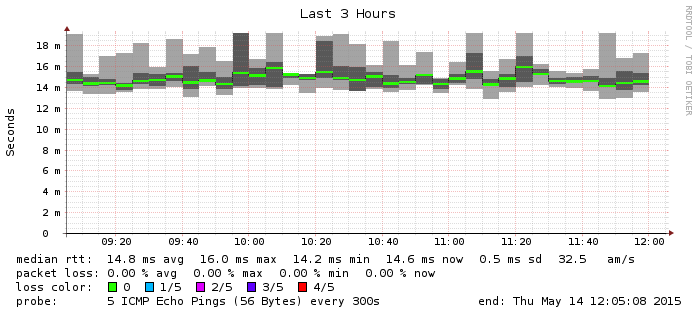 Last 3 Hours
RRDTOOL / TOBI OETIKER
Seconds
18 m
16 m
14 m
12 m
10 m
8 m
6 m
4 m
2 m
0
09:20 09:40 10:00 10:20 10:40 11:00 11:20 11:40 12:00
median rtt: 14.8 ms avg 16.0 ms max 14.2 ms min 14.6 ms now 0.5 ms sd 32.5 am/s
packet loss: 0.00 % avg 0.00 % max 0.00 % min 0.00 % now
loss color: 0 1/5 2/5 3/5 4/5
probe: 5 ICMP Echo Pings (56 Bytes) every 300s end: Thu May 14 12:05:08 2015